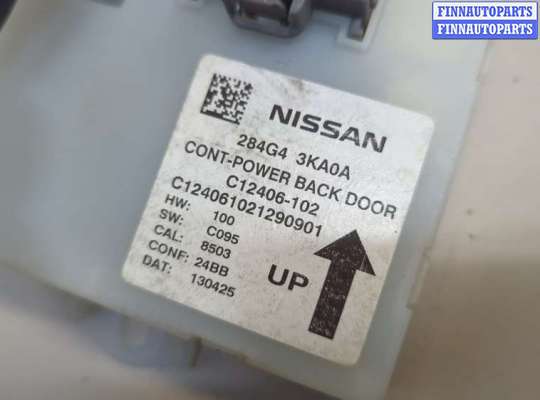 FINNAUTOPARTS
FINNAUTOPARTS
NISSAN
284G4 3KA0A
CONT-POWER BACK DOOR
C12406-102
C124061021290901
HW: 100
SW: C095
CAL: 8503
CONF: 24BB
DAT: 130425
UP